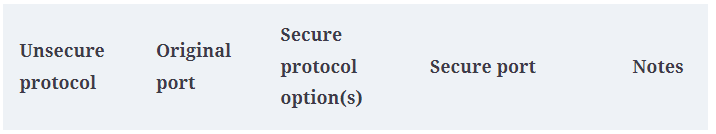 Unsecure
protocol
Original
port
Secure
protocol
option(s)
Secure port
Notes